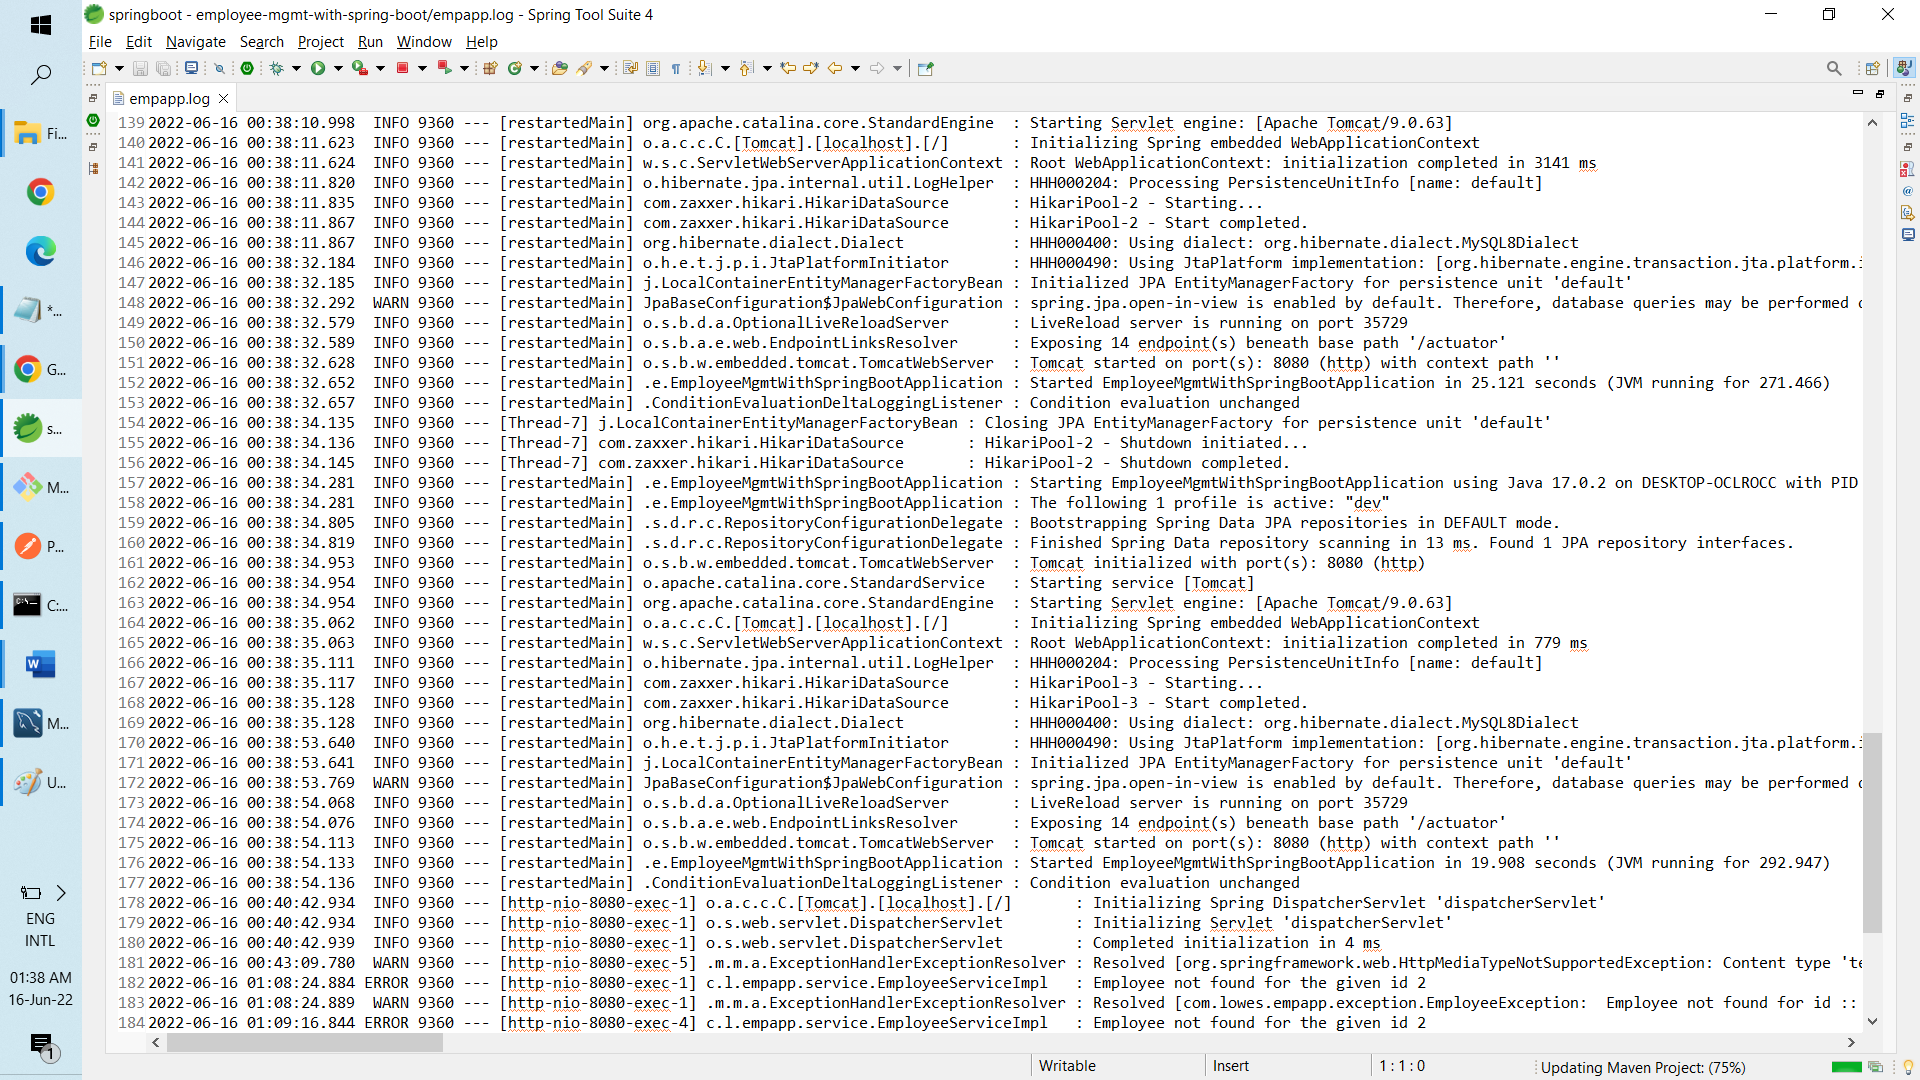 springboot - employee-mgmt-with-spring-boot/empapp.log - Spring Tool Suite 4
File Edit Navigate Search Project Run Window Help
empapp.log
139 2022-06-16 00:38:10.998  INFO 9360 --- [restartedMain] org.apache.catalina.core.StandardEngine  : Starting Servlet engine: [Apache Tomcat/9.0.63]
140 2022-06-16 00:38:11.623  INFO 9360 --- [restartedMain] o.a.c.c.C.[Tomcat].[localhost].[/]       : Initializing Spring embedded WebApplicationContext
141 2022-06-16 00:38:11.624  INFO 9360 --- [restartedMain] w.s.c.ServletWebServerApplicationContext : Root WebApplicationContext: initialization completed in 3141 ms
142 2022-06-16 00:38:11.820  INFO 9360 --- [restartedMain] o.hibernate.jpa.internal.util.LogHelper  : HHH000204: Processing PersistenceUnitInfo [name: default]
143 2022-06-16 00:38:11.835  INFO 9360 --- [restartedMain] com.zaxxer.hikari.HikariDataSource       : HikariPool-2 - Starting...
144 2022-06-16 00:38:11.867  INFO 9360 --- [restartedMain] com.zaxxer.hikari.HikariDataSource       : HikariPool-2 - Start completed.
145 2022-06-16 00:38:11.867  INFO 9360 --- [restartedMain] org.hibernate.dialect.Dialect            : HHH000400: Using dialect: org.hibernate.dialect.MySQL8Dialect
146 2022-06-16 00:38:32.184  INFO 9360 --- [restartedMain] o.h.e.t.j.p.i.JtaPlatformInitiator       : HHH000490: Using JtaPlatform implementation: [org.hibernate.engine.transaction.jta.platform.i
147 2022-06-16 00:38:32.185  INFO 9360 --- [restartedMain] j.LocalContainerEntityManagerFactoryBean : Initialized JPA EntityManagerFactory for persistence unit 'default'
148 2022-06-16 00:38:32.292  WARN 9360 --- [restartedMain] JpaBaseConfiguration$JpaWebConfiguration : spring.jpa.open-in-view is enabled by default. Therefore, database queries may be performed
149 2022-06-16 00:38:32.579  INFO 9360 --- [restartedMain] o.s.b.d.a.OptionalLiveReloadServer       : LiveReload server is running on port 35729
150 2022-06-16 00:38:32.589  INFO 9360 --- [restartedMain] o.s.b.a.e.web.EndpointLinksResolver      : Exposing 14 endpoint(s) beneath base path '/actuator'
151 2022-06-16 00:38:32.628  INFO 9360 --- [restartedMain] o.s.b.w.embedded.tomcat.TomcatWebServer  : Tomcat started on port(s): 8080 (http) with context path ''
152 2022-06-16 00:38:32.652  INFO 9360 --- [restartedMain] .e.EmployeeMgmtWithSpringBootApplication : Started EmployeeMgmtWithSpringBootApplication in 25.121 seconds (JVM running for 271.466)
153 2022-06-16 00:38:32.657  INFO 9360 --- [restartedMain] .ConditionEvaluationDeltaLoggingListener : Condition evaluation unchanged
154 2022-06-16 00:38:34.135  INFO 9360 --- [Thread-7] j.LocalContainerEntityManagerFactoryBean : Closing JPA EntityManagerFactory for persistence unit 'default'
155 2022-06-16 00:38:34.136  INFO 9360 --- [Thread-7] com.zaxxer.hikari.HikariDataSource       : HikariPool-2 - Shutdown initiated...
156 2022-06-16 00:38:34.145  INFO 9360 --- [Thread-7] com.zaxxer.hikari.HikariDataSource       : HikariPool-2 - Shutdown completed.
157 2022-06-16 00:38:34.281  INFO 9360 --- [restartedMain] .e.EmployeeMgmtWithSpringBootApplication : Starting EmployeeMgmtWithSpringBootApplication using Java 17.0.2 on DESKTOP-OCLROCC with PID
158 2022-06-16 00:38:34.281  INFO 9360 --- [restartedMain] .e.EmployeeMgmtWithSpringBootApplication : The following 1 profile is active: "dev"
159 2022-06-16 00:38:34.805  INFO 9360 --- [restartedMain] .s.d.r.c.RepositoryConfigurationDelegate : Bootstrapping Spring Data JPA repositories in DEFAULT mode.
160 2022-06-16 00:38:34.819  INFO 9360 --- [restartedMain] .s.d.r.c.RepositoryConfigurationDelegate : Finished Spring Data repository scanning in 13 ms. Found 1 JPA repository interfaces.
161 2022-06-16 00:38:34.953  INFO 9360 --- [restartedMain] o.s.b.w.embedded.tomcat.TomcatWebServer  : Tomcat initialized with port(s): 8080 (http)
162 2022-06-16 00:38:34.954  INFO 9360 --- [restartedMain] o.apache.catalina.core.StandardService   : Starting service [Tomcat]
163 2022-06-16 00:38:34.954  INFO 9360 --- [restartedMain] org.apache.catalina.core.StandardEngine  : Starting Servlet engine: [Apache Tomcat/9.0.63]
164 2022-06-16 00:38:35.062  INFO 9360 --- [restartedMain] o.a.c.c.C.[Tomcat].[localhost].[/]       : Initializing Spring embedded WebApplicationContext
165 2022-06-16 00:38:35.063  INFO 9360 --- [restartedMain] w.s.c.ServletWebServerApplicationContext : Root WebApplicationContext: initialization completed in 779 ms
166 2022-06-16 00:38:35.111  INFO 9360 --- [restartedMain] o.hibernate.jpa.internal.util.LogHelper  : HHH000204: Processing PersistenceUnitInfo [name: default]
167 2022-06-16 00:38:35.117  INFO 9360 --- [restartedMain] com.zaxxer.hikari.HikariDataSource       : HikariPool-3 - Starting...
168 2022-06-16 00:38:35.128  INFO 9360 --- [restartedMain] com.zaxxer.hikari.HikariDataSource       : HikariPool-3 - Start completed.
169 2022-06-16 00:38:35.128  INFO 9360 --- [restartedMain] org.hibernate.dialect.Dialect            : HHH000400: Using dialect: org.hibernate.dialect.MySQL8Dialect
170 2022-06-16 00:38:53.640  INFO 9360 --- [restartedMain] o.h.e.t.j.p.i.JtaPlatformInitiator       : HHH000490: Using JtaPlatform implementation: [org.hibernate.engine.transaction.jta.platform.i
171 2022-06-16 00:38:53.641  INFO 9360 --- [restartedMain] j.LocalContainerEntityManagerFactoryBean : Initialized JPA EntityManagerFactory for persistence unit 'default'
172 2022-06-16 00:38:53.769  WARN 9360 --- [restartedMain] JpaBaseConfiguration$JpaWebConfiguration : spring.jpa.open-in-view is enabled by default. Therefore, database queries may be performed
173 2022-06-16 00:38:54.068  INFO 9360 --- [restartedMain] o.s.b.d.a.OptionalLiveReloadServer       : LiveReload server is running on port 35729
174 2022-06-16 00:38:54.076  INFO 9360 --- [restartedMain] o.s.b.a.e.web.EndpointLinksResolver      : Exposing 14 endpoint(s) beneath base path '/actuator'
175 2022-06-16 00:38:54.113  INFO 9360 --- [restartedMain] o.s.b.w.embedded.tomcat.TomcatWebServer  : Tomcat started on port(s): 8080 (http) with context path ''
176 2022-06-16 00:38:54.133  INFO 9360 --- [restartedMain] .e.EmployeeMgmtWithSpringBootApplication : Started EmployeeMgmtWithSpringBootApplication in 19.908 seconds (JVM running for 292.947)
177 2022-06-16 00:38:54.136  INFO 9360 --- [restartedMain] .ConditionEvaluationDeltaLoggingListener : Condition evaluation unchanged
178 2022-06-16 00:40:42.934  INFO 9360 --- [http-nio-8080-exec-1] o.a.c.c.C.[Tomcat].[localhost].[/]       : Initializing Spring DispatcherServlet 'dispatcherServlet'
179 2022-06-16 00:40:42.934  INFO 9360 --- [http-nio-8080-exec-1] o.s.web.servlet.DispatcherServlet        : Initializing Servlet 'dispatcherServlet'
180 2022-06-16 00:40:42.939  INFO 9360 --- [http-nio-8080-exec-1] o.s.web.servlet.DispatcherServlet        : Completed initialization in 4 ms
181 2022-06-16 00:43:09.780  WARN 9360 --- [http-nio-8080-exec-5] .m.m.a.ExceptionHandlerExceptionResolver : Resolved [org.springframework.web.HttpMediaTypeNotSupportedException: Content type 'te
182 2022-06-16 01:08:24.884 ERROR 9360 --- [http-nio-8080-exec-1] c.l.empapp.service.EmployeeServiceImpl   : Employee not found for the given id 2
183 2022-06-16 01:08:24.889  WARN 9360 --- [http-nio-8080-exec-1] .m.m.a.ExceptionHandlerExceptionResolver : Resolved [com.lowes.empapp.exception.EmployeeException:  Employee not found for id ::
184 2022-06-16 01:09:16.844 ERROR 9360 --- [http-nio-8080-exec-4] c.l.empapp.service.EmployeeServiceImpl   : Employee not found for the given id 2
Writable Insert 1 : 1 : 0 Updating Maven Project: (75%)
Fi...
*...
G...
s...
M...
P...
C:...
M...
U...
ENG
INTL
01:38 AM
16-Jun-22
1